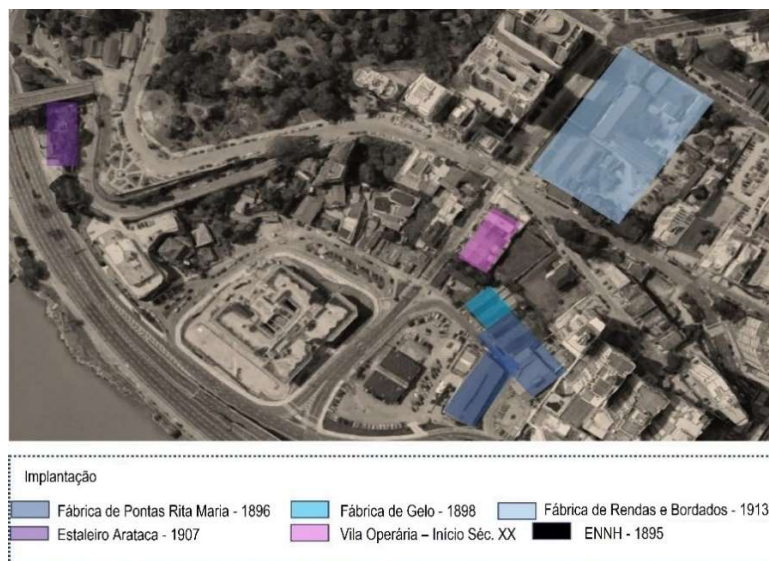 Implantação
Fábrica de Pontas Rita Maria - 1896
Fábrica de Gelo - 1898
Fábrica de Rendas e Bordados - 1913
Estaleiro Arataca - 1907
Vila Operária – Início Séc. XX
ENNH - 1895